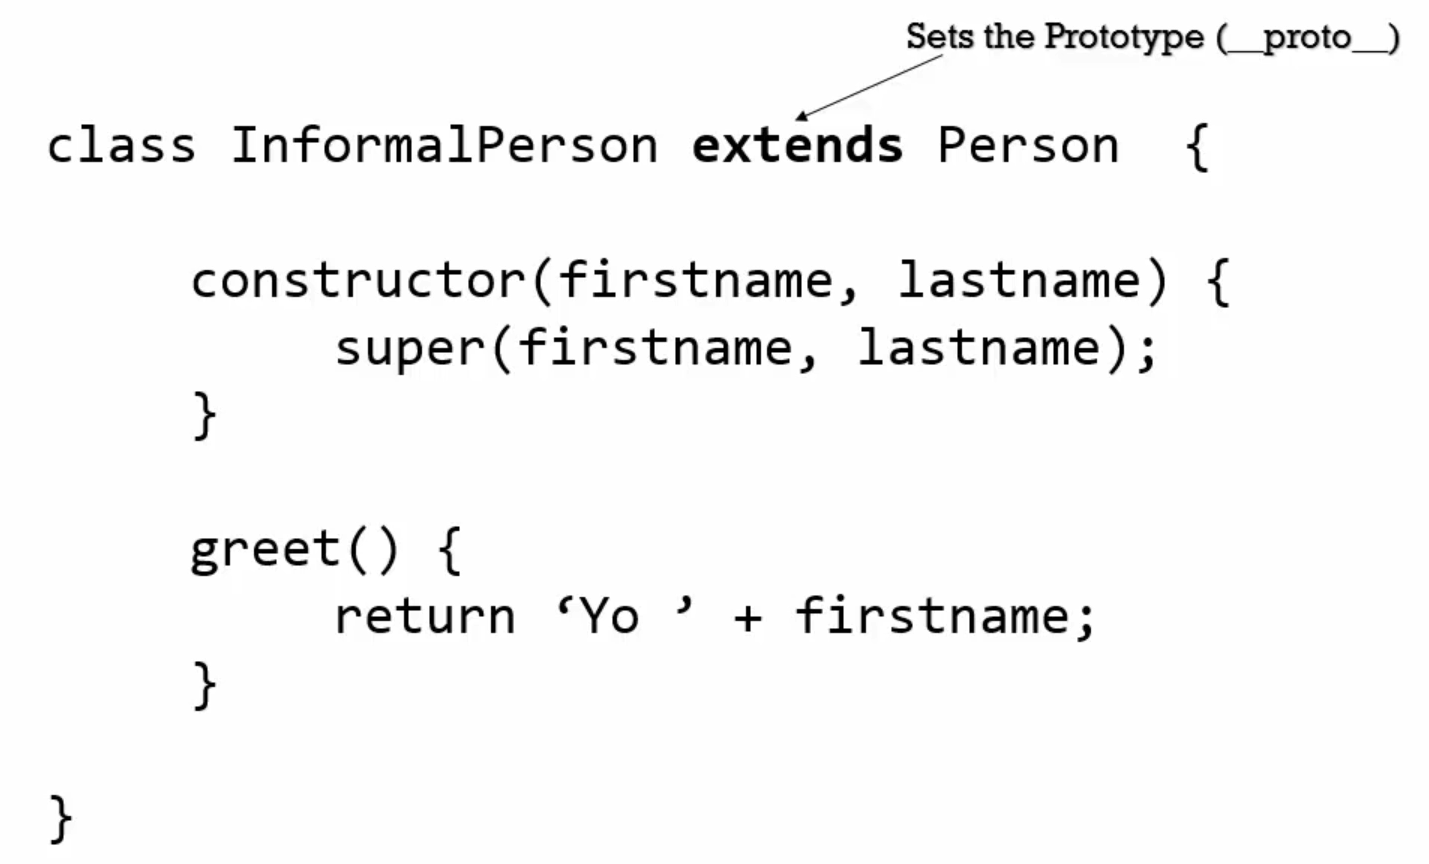 Sets the Prototype (__proto__)
class InformalPerson extends Person {
constructor(firstname, lastname) {
super(firstname, lastname);
}
greet() {
return ‘Yo ’ + firstname;
}
}